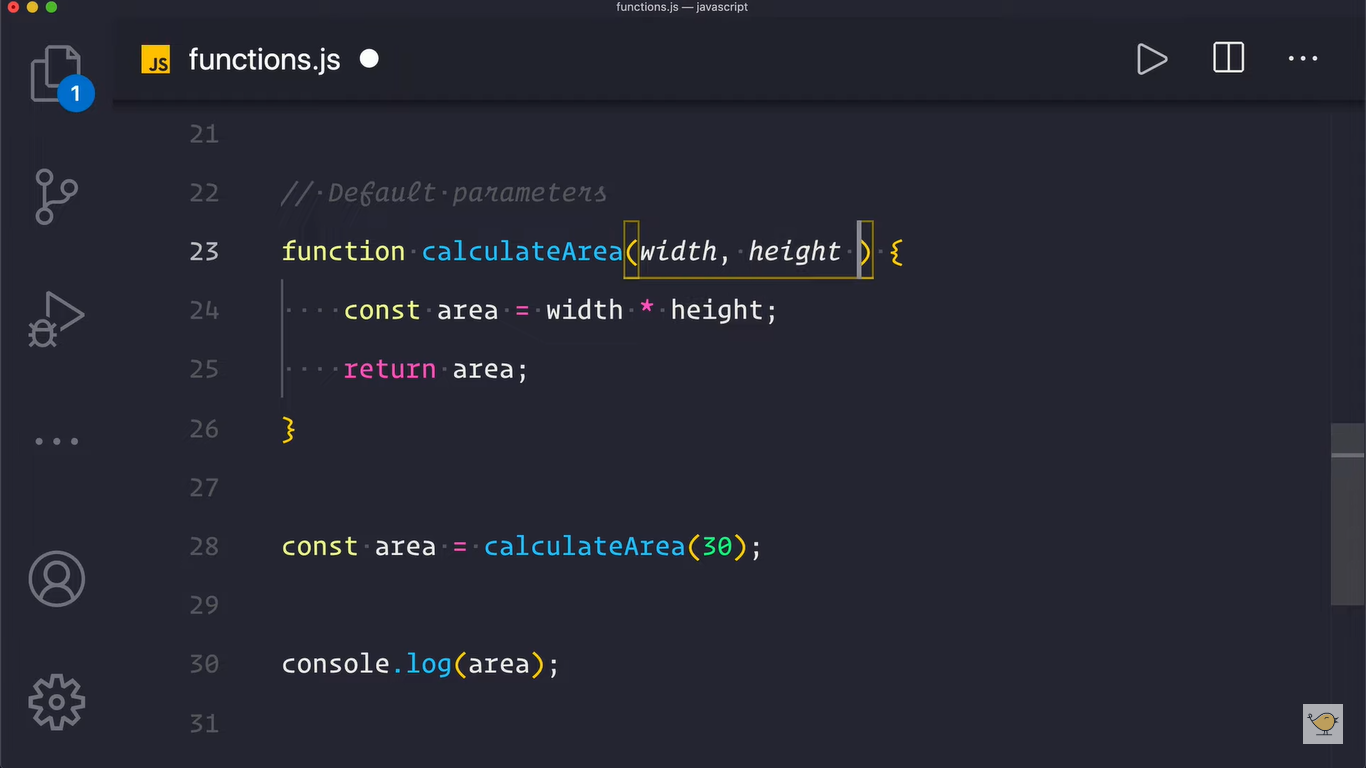 functions.js — javascript
JS functions.js
1
21
22 // Default parameters
23 function calculateArea(width, height ) {
24 const area = width * height;
25 return area;
26 }
27
28 const area = calculateArea(30);
29
30 console.log(area);
31